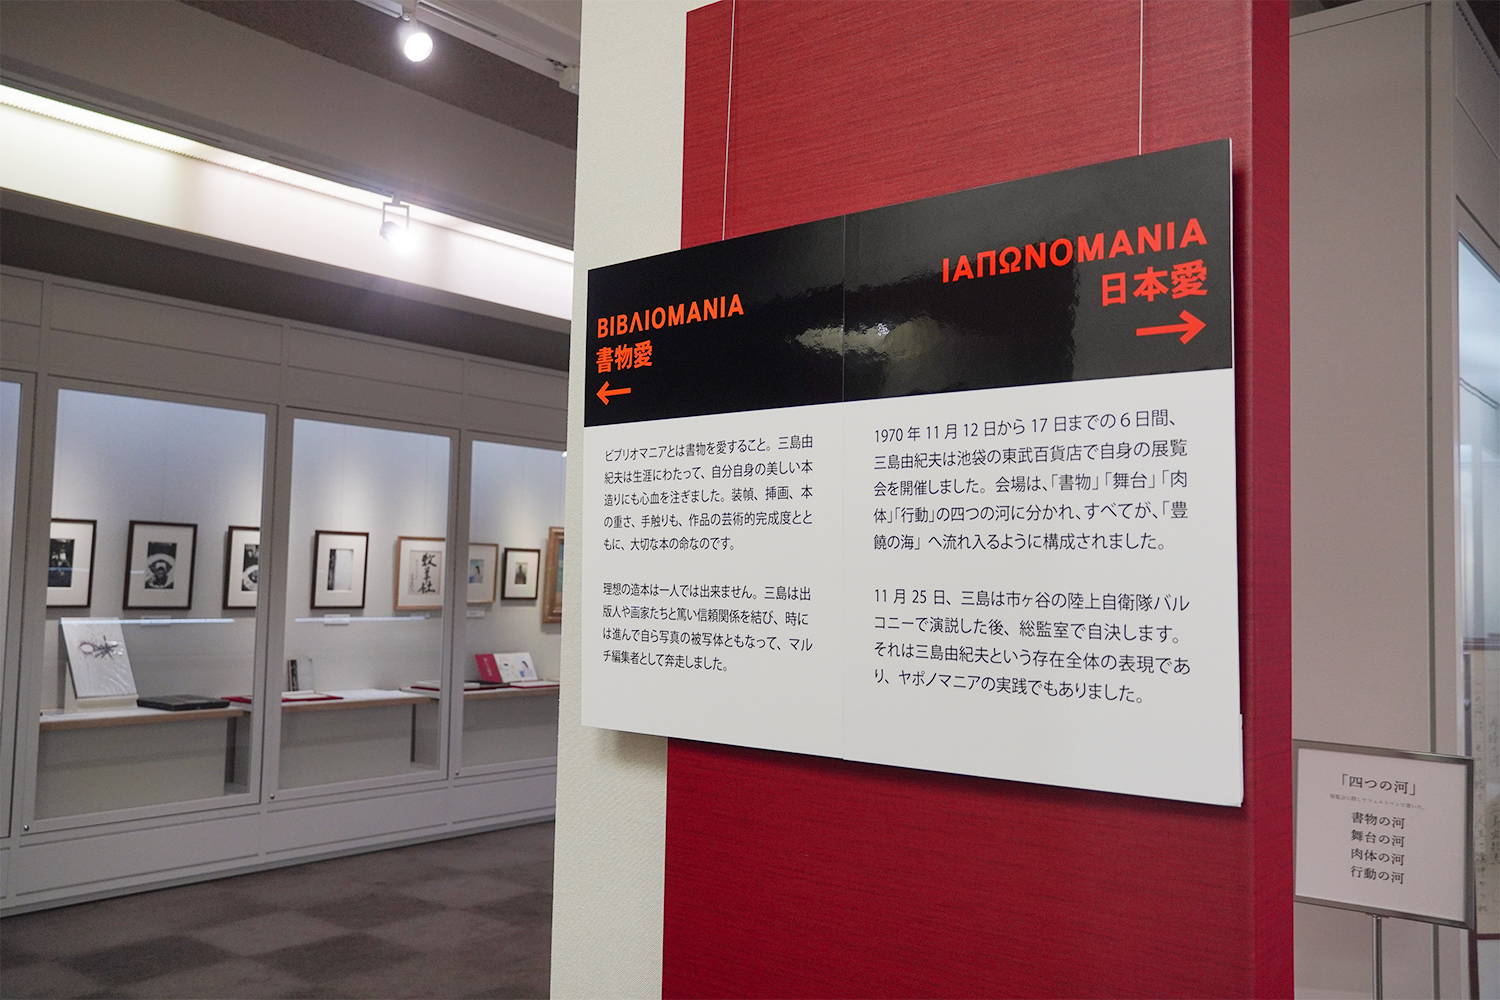 ΒΙΒΛΙΟΜΑΝΙΑ
書物愛
←
ビブリオマニアとは書物を愛すること。三島由
紀夫は生涯にわたって、自分自身の美しい本
造りにも心血を注ぎました。装幀、挿画、本
の重さ、手触りも、作品の芸術的完成度とと
もに、大切な本の命なのです。
理想の造本は一人では出来ません。三島は出
版人や画家たちと篤い信頼関係を結び、時に
は進んで自ら写真の被写体ともなって、マル
チ編集者として奔走しました。
ΙΑΠΩΝΟΜΑΝΙΑ
日本愛
→
1970 年 11 月 12 日から 17 日までの 6 日間、
三島由紀夫は池袋の東武百貨店で自身の展覧
会を開催しました。会場は、「書物」「舞台」「肉
体」「行動」の四つの河に分かれ、すべてが、「豊
饒の海」へ流れ入るように構成されました。
11 月 25 日、三島は市ヶ谷の陸上自衛隊バル
コニーで演説した後、総監室で自決します。
それは三島由紀夫という存在全体の表現であ
り、ヤポノマニアの実践でもありました。
「四つの河」
書物の河
舞台の河
肉体の河
行動の河